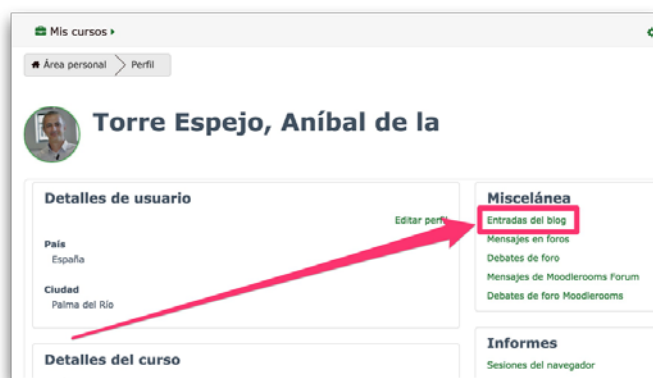 Mis cursos
Área personal
Perfil
Torre Espejo, Aníbal de la
Detalles de usuario
Editar perfil
País
España
Ciudad
Palma del Río
Detalles del curso
Miscelánea
Entradas del blog
Mensajes en foros
Debates de foro
Mensajes de Moodlerooms Forum
Debates de foro Moodlerooms
Informes
Sesiones del navegador